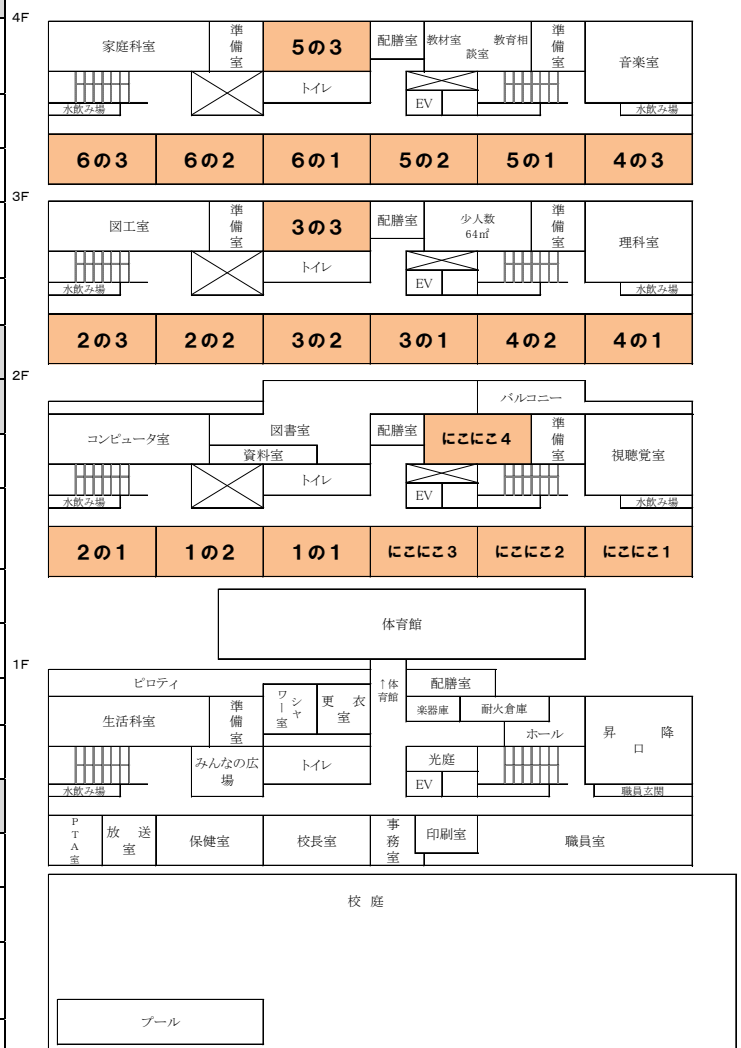 4F
家庭科室
準備室
5の3
配膳室
教材室 教育相談室
準備室
音楽室
トイレ
EV
水飲み場
水飲み場
6の3
6の2
6の1
5の2
5の1
4の3
3F
図工室
準備室
3の3
配膳室
少人数
64㎡
準備室
理科室
トイレ
EV
水飲み場
水飲み場
2の3
2の2
3の2
3の1
4の2
4の1
2F
バルコニー
コンピュータ室
図書室
資料室
配膳室
にこにこ4
準備室
視聴覚室
トイレ
EV
水飲み場
水飲み場
2の1
1の2
1の1
にこにこ3
にこにこ2
にこにこ1
体育館
1F
ピロティ
↑体
育館
配膳室
生活科室
準備室
シャワー室
更衣室
楽器庫
耐火倉庫
ホール
昇降口
みんなの広
場
トイレ
光庭
EV
水飲み場
職員玄関
PTA室
放送室
保健室
校長室
事務室
印刷室
職員室
校庭
プール